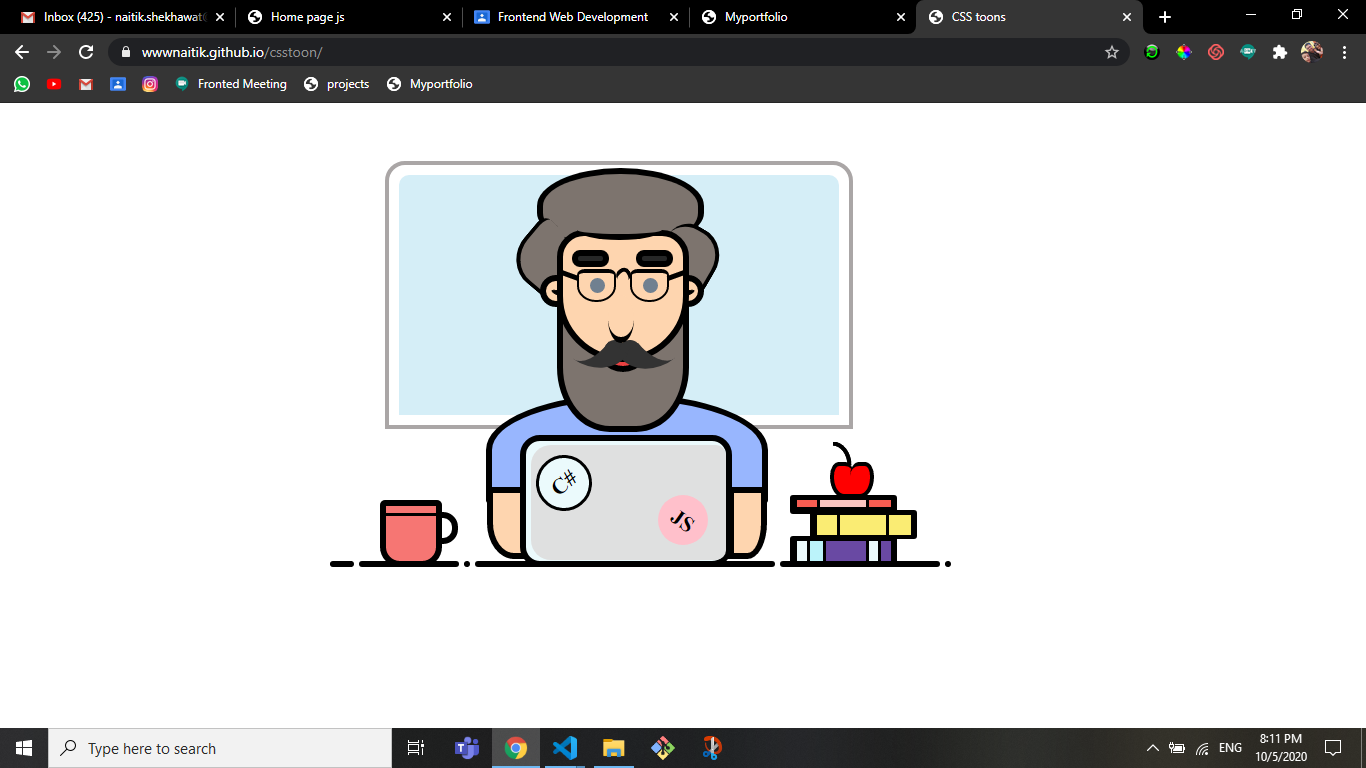 Inbox (425) - naitik.shekhawat
Home page js
Frontend Web Development
Myportfolio
CSS toons
wwwnaitik.github.io/csstoon/
Fronted Meeting
projects
Myportfolio
C#
JS
Type here to search
ENG
8:11 PM
10/5/2020